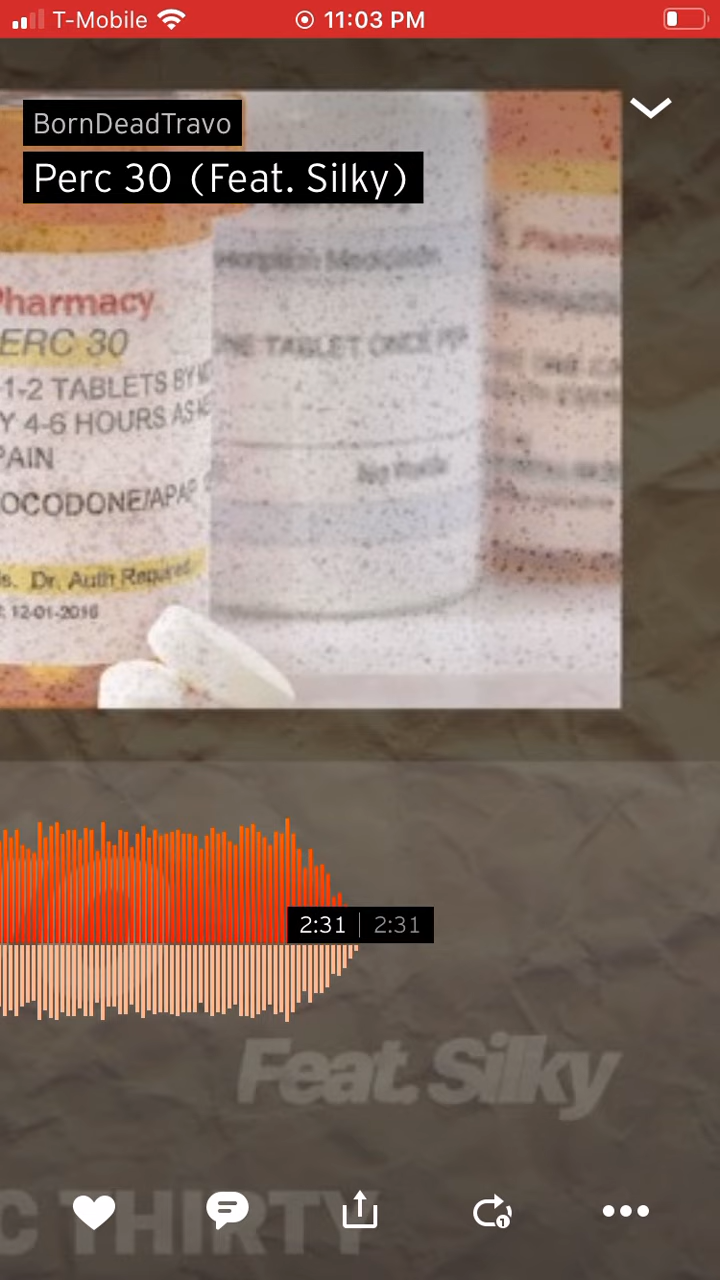 T-Mobile 11:03 PM
BornDeadTravo
Perc 30 (Feat. Silky)
Pharmacy
ERC 30
1-2 TABLETS BY
Y 4-6 HOURS AS
PAIN
OCODONE/APAP
s. Dr. Auth Required
12-01-2016
NE TABLET ONCE
2:31 | 2:31
Feat. Silky
C THIRTY
1